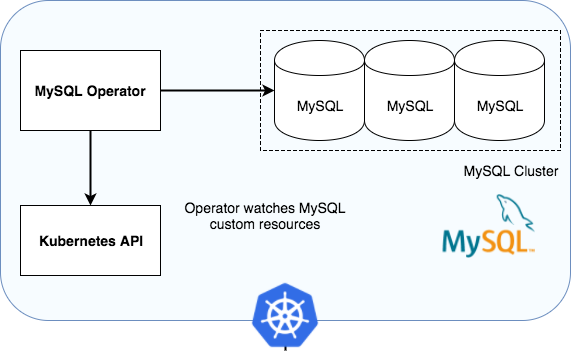 MySQL Operator
MySQL
MySQL
MySQL
MySQL Cluster
Kubernetes API
Operator watches MySQL
custom resources
MySQL